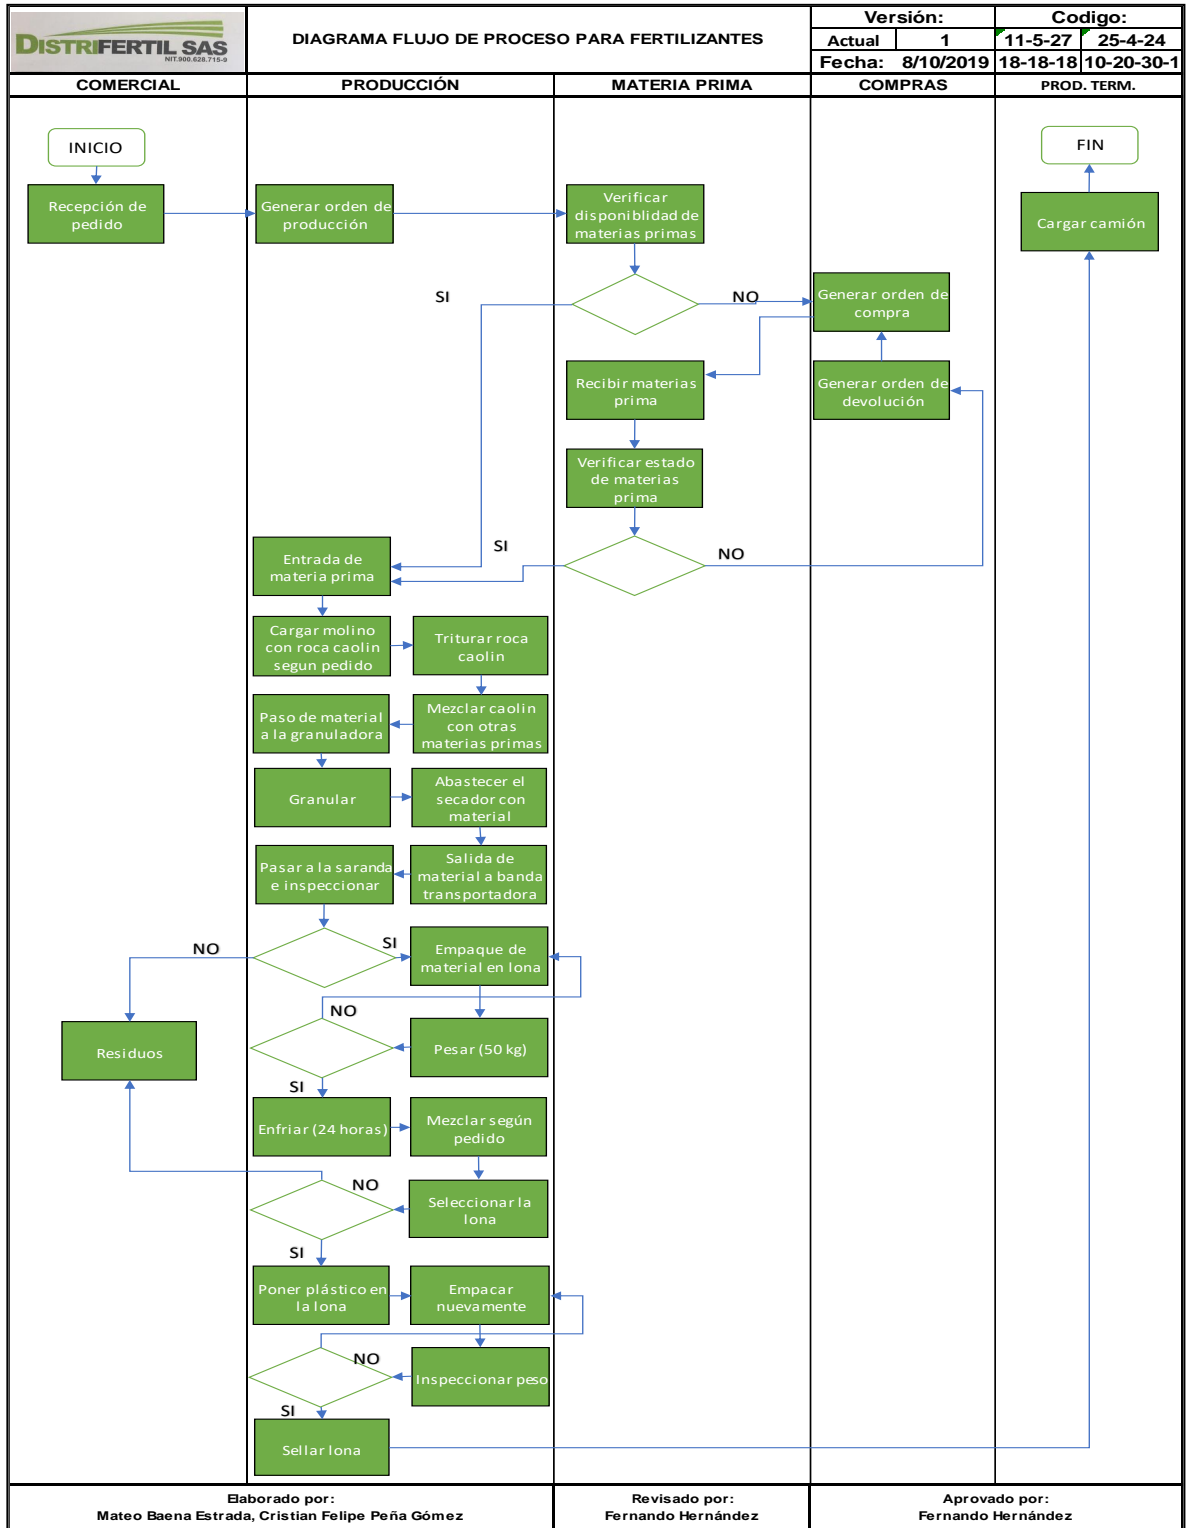 DISTRIFERTIL SAS
NIT.900.628.715-9
DIAGRAMA FLUJO DE PROCESO PARA FERTILIZANTES
Versión:
Codigo:
Actual
1
11-5-27
25-4-24
Fecha:
8/10/2019
18-18-18
10-20-30-1
COMERCIAL
PRODUCCIÓN
MATERIA PRIMA
COMPRAS
PROD. TERM.
INICIO
FIN
Recepción de
pedido
Generar orden de
producción
Verificar
disponiblidad de
materias primas
Cargar camión
SI
NO
Generar orden de
compra
Recibir materias
prima
Generar orden de
devolución
Verificar estado
de materias
prima
SI
NO
Entrada de
materia prima
Cargar molino
con roca caolin
segun pedido
Triturar roca
caolin
Paso de material
a la granuladora
Mezclar caolin
con otras
materias primas
Granular
Abastecer el
secador con
material
Pasar a la saranda
e inspeccionar
Salida de
material a banda
transportadora
NO
SI
Empaque de
material en lona
NO
Residuos
Pesar (50 kg)
SI
Enfriar (24 horas)
Mezclar según
pedido
NO
Seleccionar la
lona
SI
Poner plástico en
la lona
Empacar
nuevamente
NO
Inspeccionar peso
SI
Sellar lona
Elaborado por:
Mateo Baena Estrada, Cristian Felipe Peña Gómez
Revisado por:
Fernando Hernández
Aprovado por:
Fernando Hernández